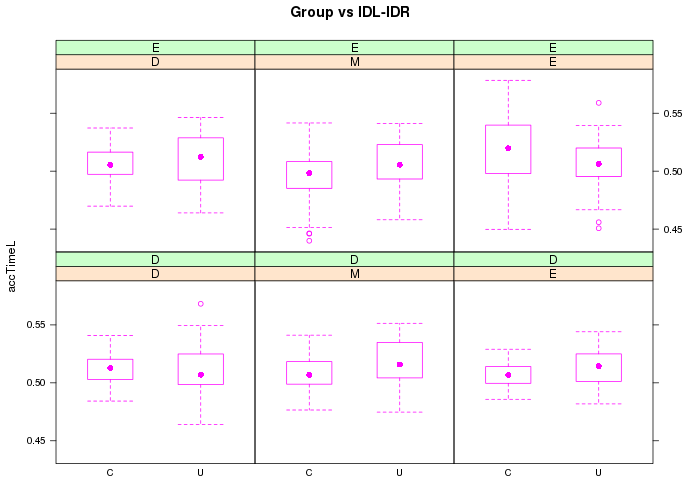 Group vs IDL-IDR
E E E
D M E
0.55
0.50
0.45
D D D
D M E
0.55
0.50
0.45
C U C U C U
accTimeL